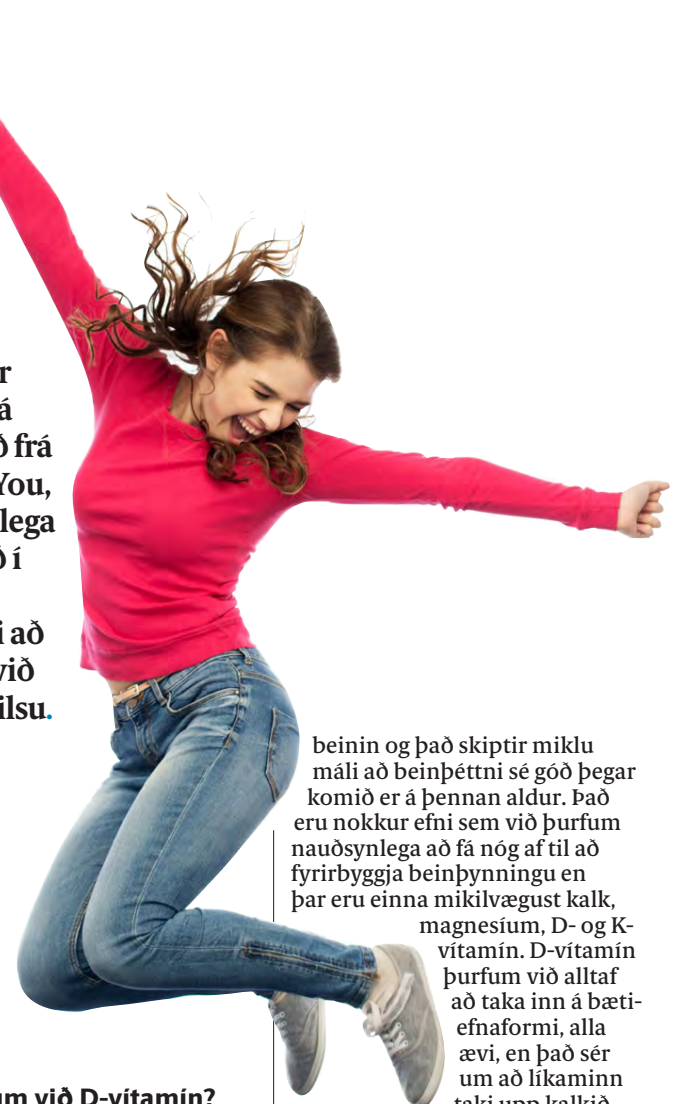 r
á
ð frá
You,
lega
ð í
i að
við
ilsu.
um við D-vítamín?
beinin og það skiptir miklu
máli að beinþéttni sé góð þegar
komið er á þennan aldur. Það
eru nokkur efni sem við þurfum
nauðsynlega að fá nóg af til að
fyrirbyggja beinþynningu en
þar eru einna mikilvægust kalk,
magnesíum, D- og K-
vítamín. D-vítamín
þurfum við alltaf
að taka inn á bæti-
efnaformi, alla
ævi, en það sér
um að líkaminn
taki upp kalkið